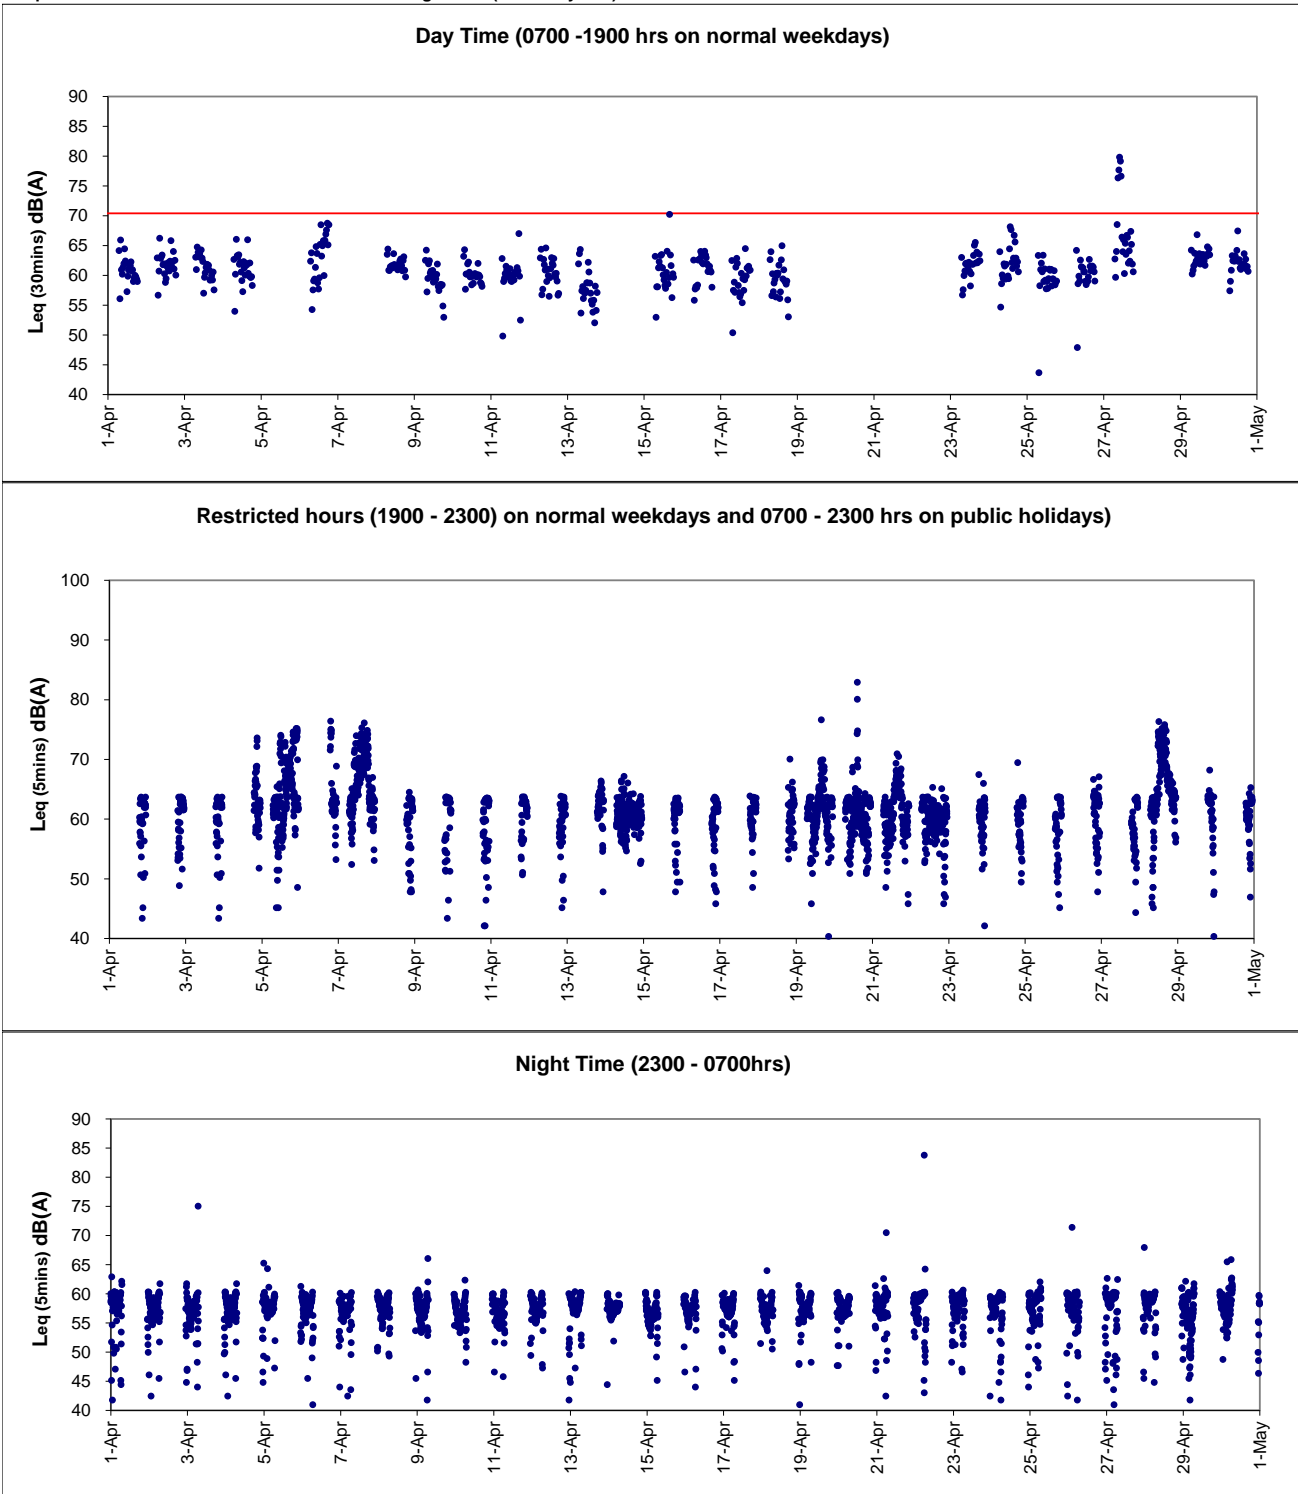 Day Time (0700 -1900 hrs on normal weekdays)
Leq (30mins) dB(A)
90
85
80
75
70
65
60
55
50
45
40
1-Apr
3-Apr
5-Apr
7-Apr
9-Apr
11-Apr
13-Apr
15-Apr
17-Apr
19-Apr
21-Apr
23-Apr
25-Apr
27-Apr
29-Apr
1-May
Restricted hours (1900 - 2300) on normal weekdays and 0700 - 2300 hrs on public holidays)
Leq (5mins) dB(A)
100
90
80
70
60
50
40
1-Apr
3-Apr
5-Apr
7-Apr
9-Apr
11-Apr
13-Apr
15-Apr
17-Apr
19-Apr
21-Apr
23-Apr
25-Apr
27-Apr
29-Apr
1-May
Night Time (2300 - 0700hrs)
Leq (5mins) dB(A)
90
85
80
75
70
65
60
55
50
45
40
1-Apr
3-Apr
5-Apr
7-Apr
9-Apr
11-Apr
13-Apr
15-Apr
17-Apr
19-Apr
21-Apr
23-Apr
25-Apr
27-Apr
29-Apr
1-May